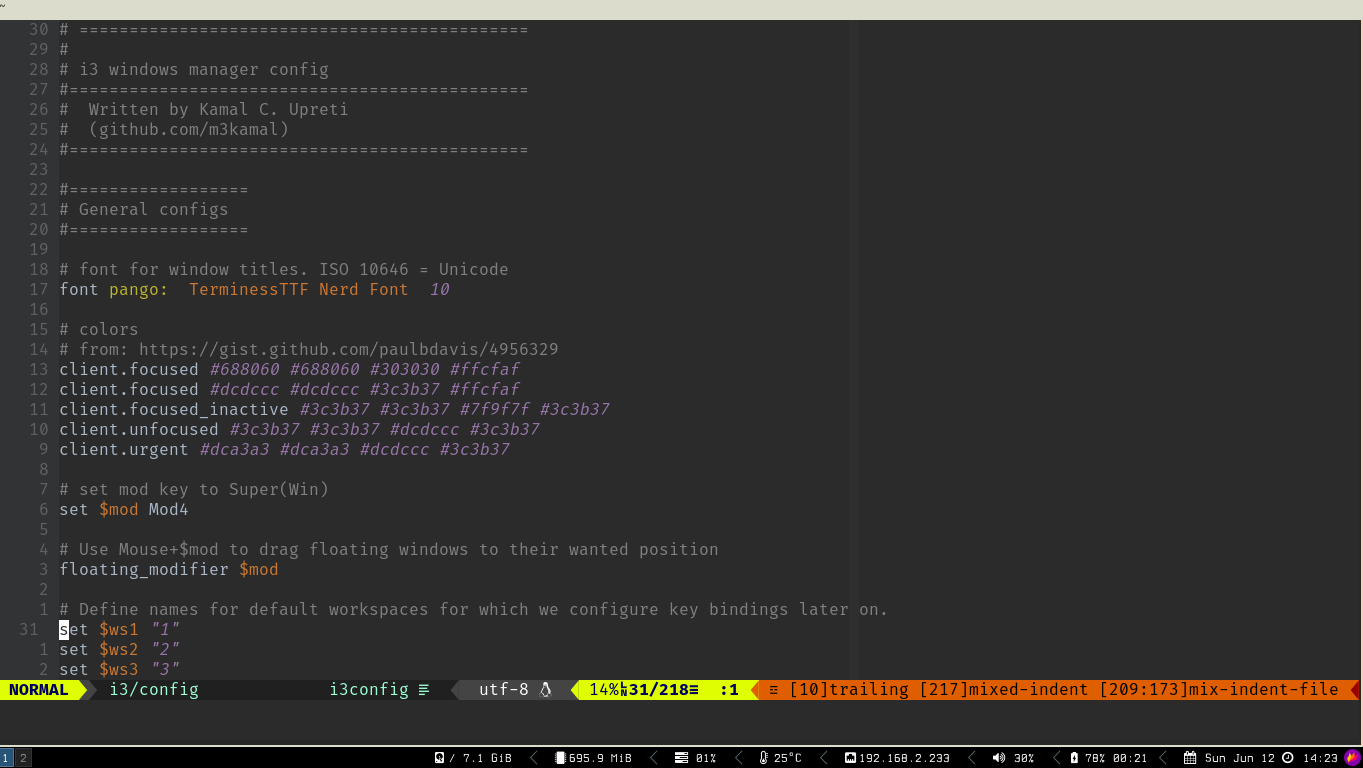 ~
30 # =============================================
29 #
28 # i3 windows manager config
27 #==============================================
26 #  Written by Kamal C. Upreti
25 #  (github.com/m3kamal)
24 #==============================================
23
22 #==================
21 # General configs
20 #==================
19
18 # font for window titles. ISO 10646 = Unicode
17 font pango:  TerminessTTF Nerd Font  10
16
15 # colors
14 # from: https://gist.github.com/paulbdavis/4956329
13 client.focused #688060 #688060 #303030 #ffcfaf
12 client.focused #dcdccc #dcdccc #3c3b37 #ffcfaf
11 client.focused_inactive #3c3b37 #3c3b37 #7f9f7f #3c3b37
10 client.unfocused #3c3b37 #3c3b37 #dcdccc #3c3b37
9 client.urgent #dca3a3 #dca3a3 #dcdccc #3c3b37
8
7 # set mod key to Super(Win)
6 set $mod Mod4
5
4 # Use Mouse+$mod to drag floating windows to their wanted position
3 floating_modifier $mod
2
1 # Define names for default workspaces for which we configure key bindings later on.
31 set $ws1 "1"
1 set $ws2 "2"
2 set $ws3 "3"
NORMAL i3/config i3config utf-8 14% 31/218≡ :1 [10]trailing [217]mixed-indent [209:173]mix-indent-file
1 2 / 7.1 GiB 695.9 MiB 01% 25°C 192.168.2.233 30% 78% 00:21 Sun Jun 12 14:23